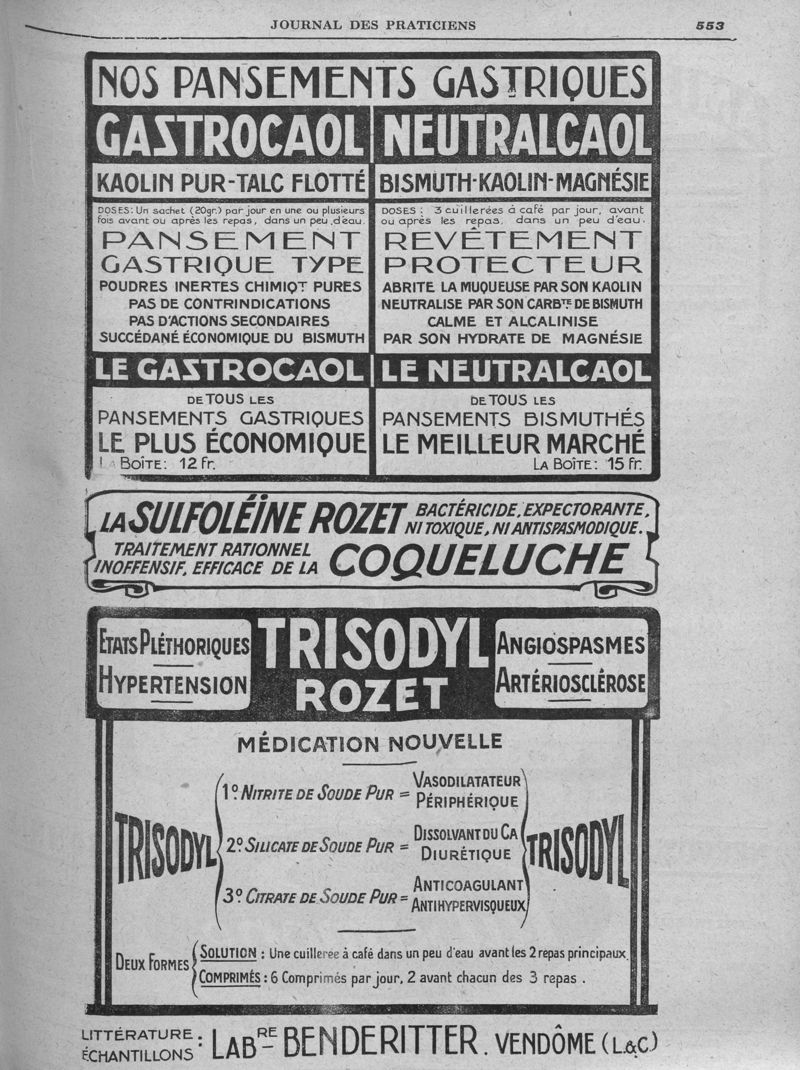 JOURNAL DES PRATICIENS
553
NOS PANSEMENTS GASTRIQUES
GASTROCAOL
KAOLIN PUR-TALC FLOTTÉ
DOSES: Un sachet (20gr.) par jour en une ou plusieurs
fois avant ou après les repas, dans un peu d'eau.
PANSEMENT
GASTRIQUE TYPE
POUDRES INERTES CHIMIQT PURES
PAS DE CONTRINDICATIONS
PAS D'ACTIONS SECONDAIRES
SUCCÉDANÉ ÉCONOMIQUE DU BISMUTH
LE GASTROCAOL
DE TOUS LES
PANSEMENTS GASTRIQUES
LE PLUS ÉCONOMIQUE
LA BOÎTE: 12 Fr.
NEUTRALCAOL
BISMUTH-KAOLIN-MAGNÉSIE
DOSES: 3 cuillerées à café par jour, avant
ou après les repas, dans un peu d'eau.
REVÊTEMENT
PROTECTEUR
ABRITE LA MUQUEUSE PAR SON KAOLIN
NEUTRALISE PAR SON CARBTE DE BISMUTH
CALME ET ALCALINISE
PAR SON HYDRATE DE MAGNÉSIE
LE NEUTRALCAOL
DE TOUS LES
PANSEMENTS BISMUTHÉS
LE MEILLEUR MARCHÉ
LA BOÎTE: 15 Fr.
LA SULFOLÉÏNE ROZET BACTÉRICIDE, EXPECTORANTE,
NI TOXIQUE, NI ANTISPASMODIQUE.
TRAITEMENT RATIONNEL
INOFFENSIF, EFFICACE DE LA COQUELUCHE
ETATS PLÉTHORIQUES
HYPERTENSION
TRISODYL
ROZET
ANGIOSPASMES
ARTÉRIOSCLÉROSE
MÉDICATION NOUVELLE
TRISODYL
1º NITRITE DE SOUDE PUR = VASODILATATEUR
PÉRIPHÉRIQUE
2º SILICATE DE SOUDE PUR = DISSOLVANT DU CA
DIURÉTIQUE
3º CITRATE DE SOUDE PUR = ANTICOAGULANT
ANTIHYPERVISQUEUX
TRISODYL
DEUX FORMES
SOLUTION : Une cuilleree à café dans un peu d'eau avant les 2 repas principaux.
COMPRIMÉS : 6 Comprimés par jour, 2 avant chacun des 3 repas.
LITTÉRATURE :
ÉCHANTILLONS : LABRE BENDERITTER. VENDÔME (L.&C.)